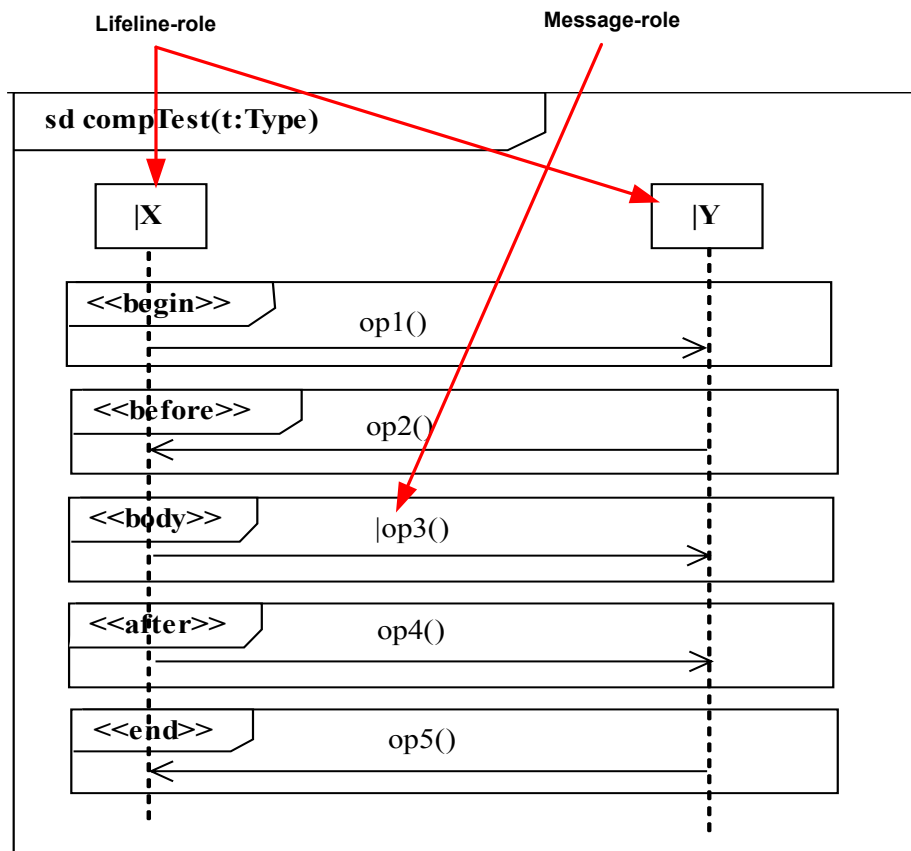 Lifeline-role
Message-role
sd compTest(t:Type)
|X
|Y
<<begin>>
op1()
<<before>>
op2()
<<body>>
|op3()
<<after>>
op4()
<<end>>
op5()